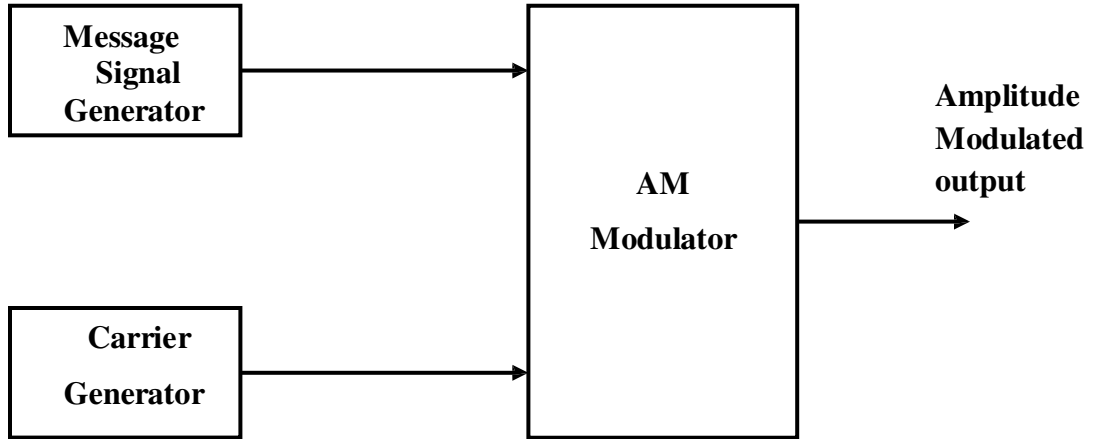 Message
Signal
Generator
AM
Modulator
Amplitude
Modulated
output
Carrier
Generator